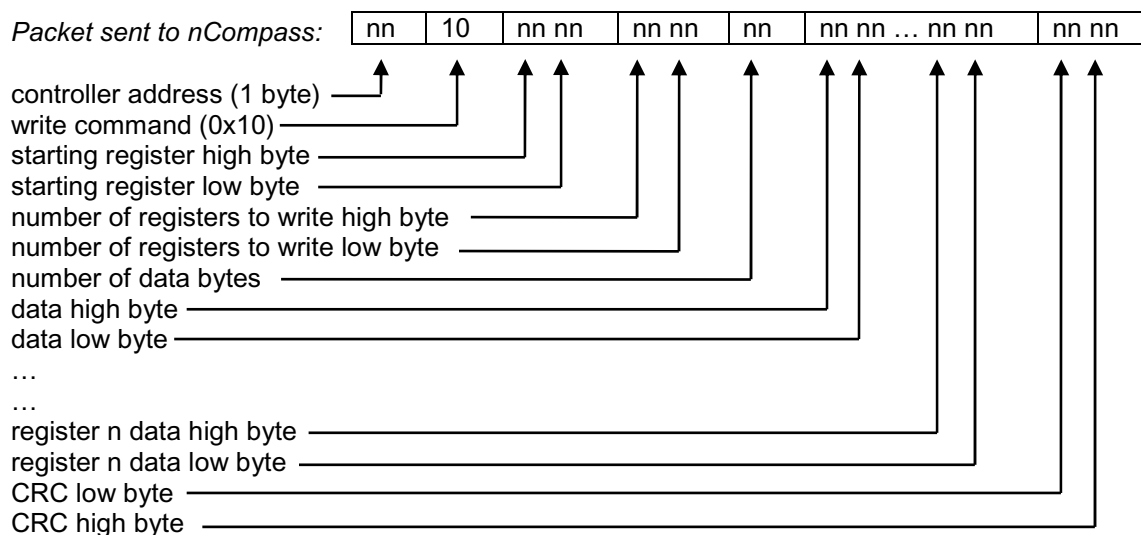 Packet sent to nCompass: nn 10 nn nn nn nn nn nn nn … nn nn nn nn
controller address (1 byte)
write command (0x10)
starting register high byte
starting register low byte
number of registers to write high byte
number of registers to write low byte
number of data bytes
data high byte
data low byte
…
…
register n data high byte
register n data low byte
CRC low byte
CRC high byte